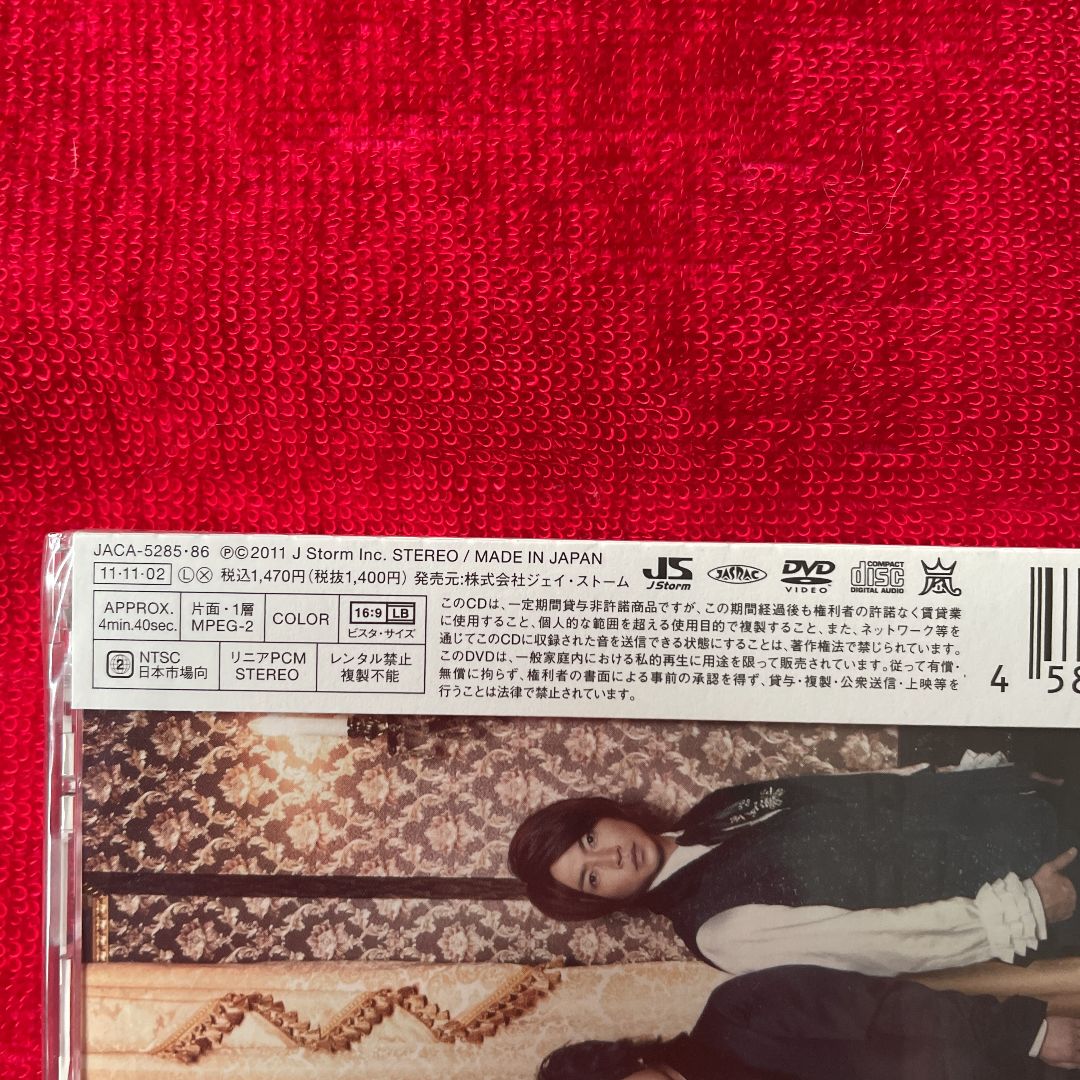 JACA-5285・86 ℗©2011 J Storm Inc. STEREO / MADE IN JAPAN
11・11・02 Ⓛ Ⓧ 税込1,470円(税抜1,400円) 発売元:株式会社ジェイ・ストーム
JS
J Storm
JASRAC
DVD
VIDEO
COMPACT
disc
DIGITAL AUDIO
嵐
APPROX.
4min.40sec.
片面・1層
MPEG-2
COLOR
16:9 LB
ビスタ・サイズ
2
NTSC
日本市場向
リニアPCM
STEREO
レンタル禁止
複製不能
このCDは、一定期間貸与非許諾商品ですが、この期間経過後も権利者の許諾なく賃貸業
に使用すること、個人的な範囲を超える使用目的で複製すること、また、ネットワーク等を
通じてこのCDに収録された音を送信できる状態にすることは、著作権法で禁じられています。
このDVDは、一般家庭内における私的再生に用途を限って販売されています。従って有償・
無償に拘らず、権利者の書面による事前の承認を得ず、貸与・複製・公衆送信・上映等を
行うことは法律で禁止されています。
4 58